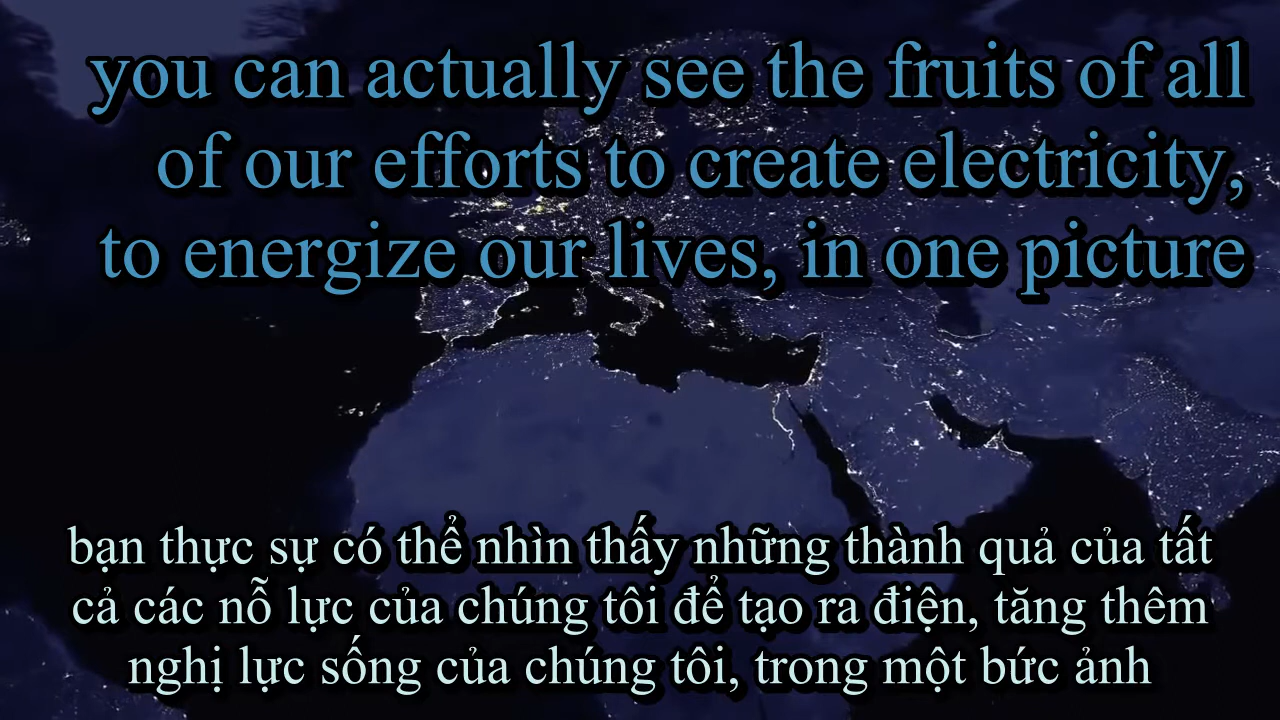 you can actually see the fruits of all
of our efforts to create electricity,
to energize our lives, in one picture
bạn thực sự có thể nhìn thấy những thành quả của tất
cả các nỗ lực của chúng tôi để tạo ra điện, tăng thêm
nghị lực sống của chúng tôi, trong một bức ảnh